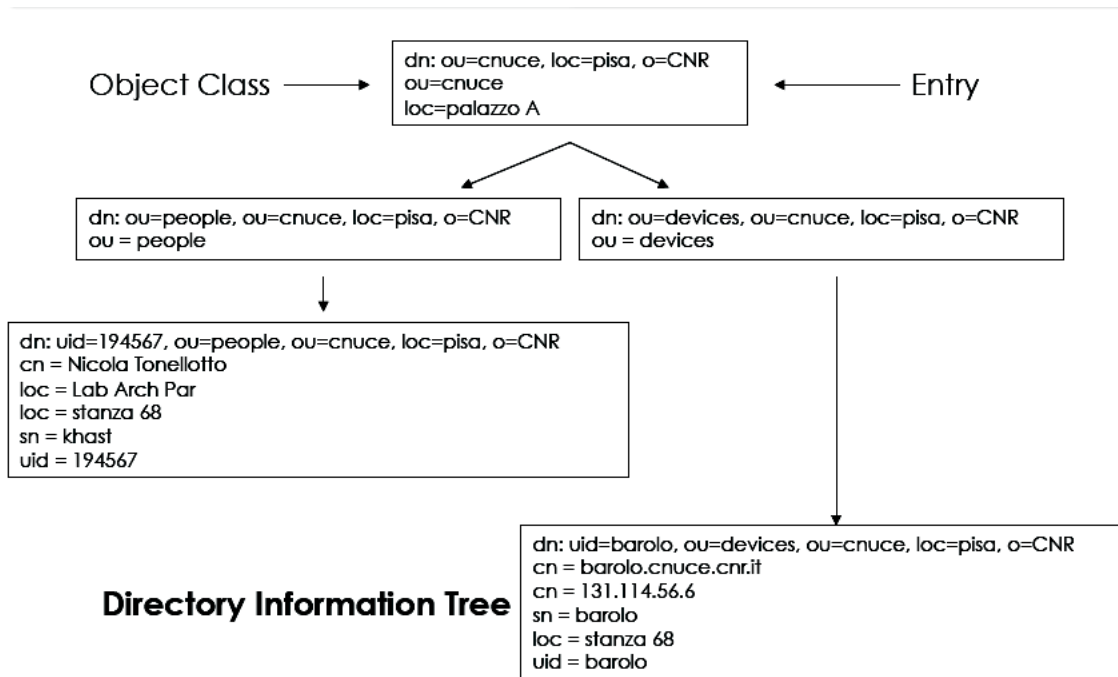 Object Class
dn: ou=cnuce, loc=pisa, o=CNR
ou=cnuce
loc=palazzo A
Entry
dn: ou=people, ou=cnuce, loc=pisa, o=CNR
ou = people
dn: ou=devices, ou=cnuce, loc=pisa, o=CNR
ou = devices
dn: uid=194567, ou=people, ou=cnuce, loc=pisa, o=CNR
cn = Nicola Tonellotto
loc = Lab Arch Par
loc = stanza 68
sn = khast
uid = 194567
Directory Information Tree
dn: uid=barolo, ou=devices, ou=cnuce, loc=pisa, o=CNR
cn = barolo.cnuce.cnr.it
cn = 131.114.56.6
sn = barolo
loc = stanza 68
uid = barolo